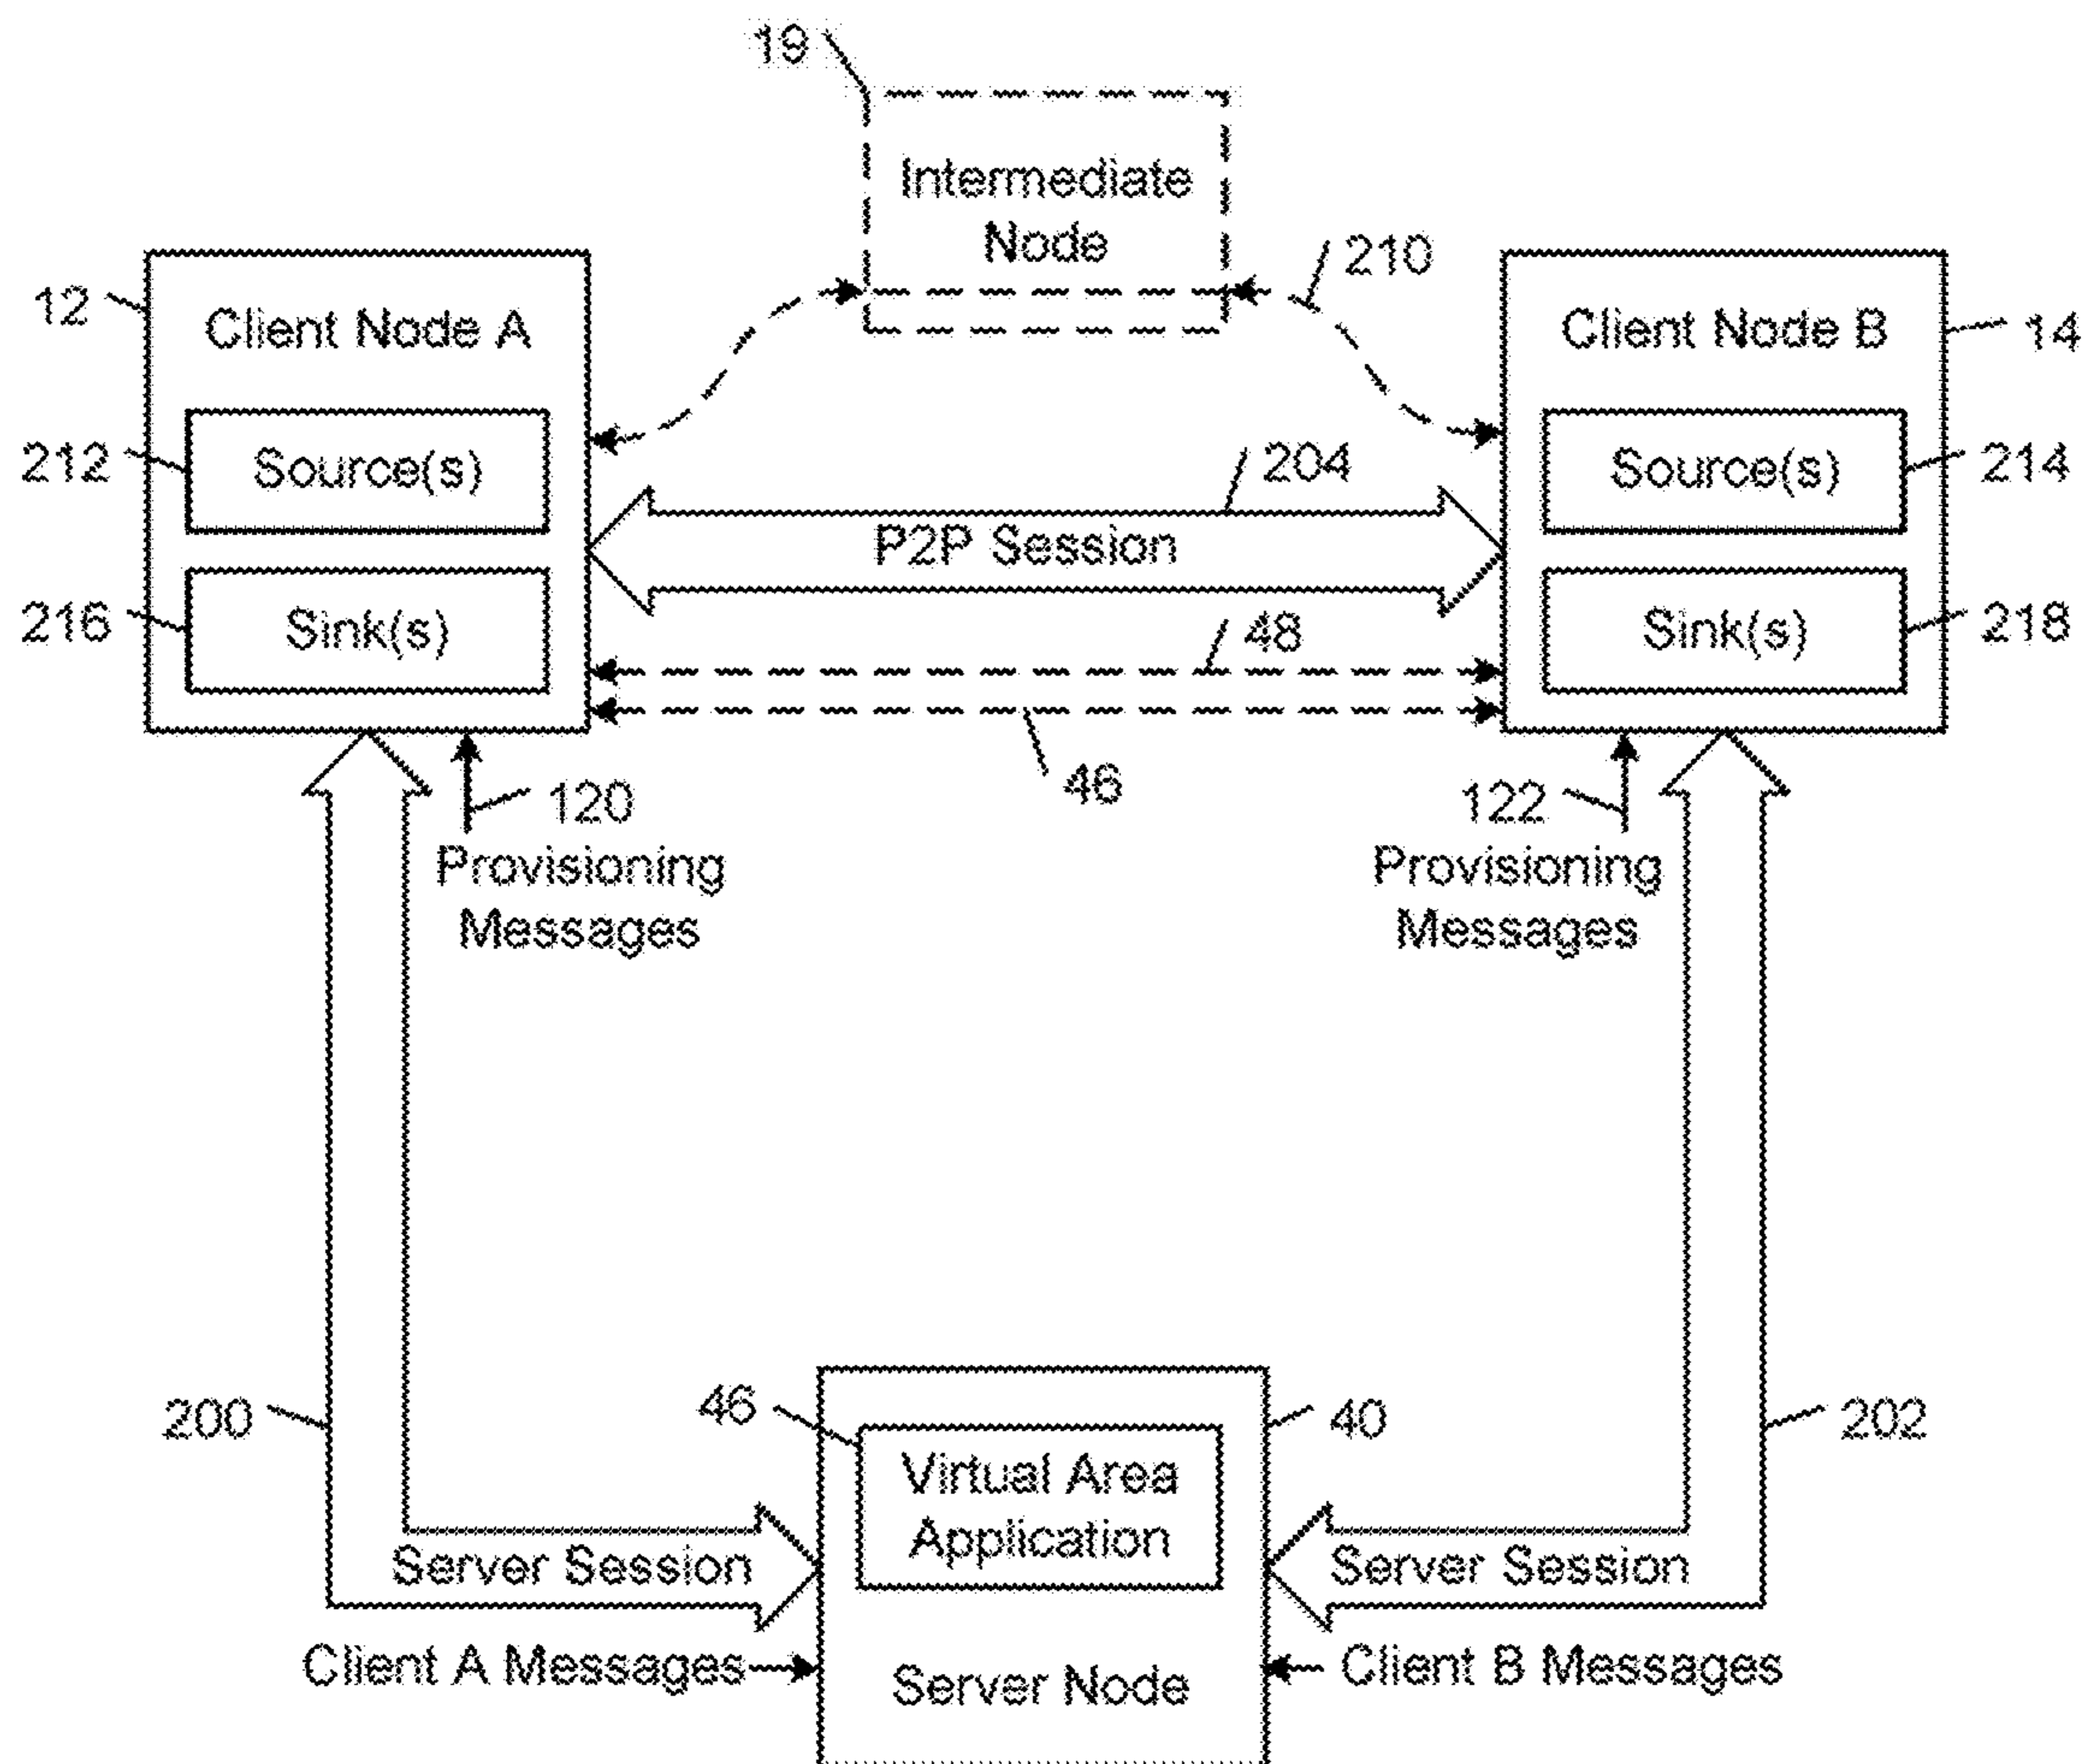 19
Intermediate
Node
210
12
Client Node A
Client Node B
14
212
Source(s)
204
Source(s)
214
P2P Session
216
Sink(s)
48
Sink(s)
218
46
120
122
Provisioning
Messages
Provisioning
Messages
200
46
40
202
Virtual Area
Application
Server Session
Server Session
Client A Messages
Client B Messages
Server Node